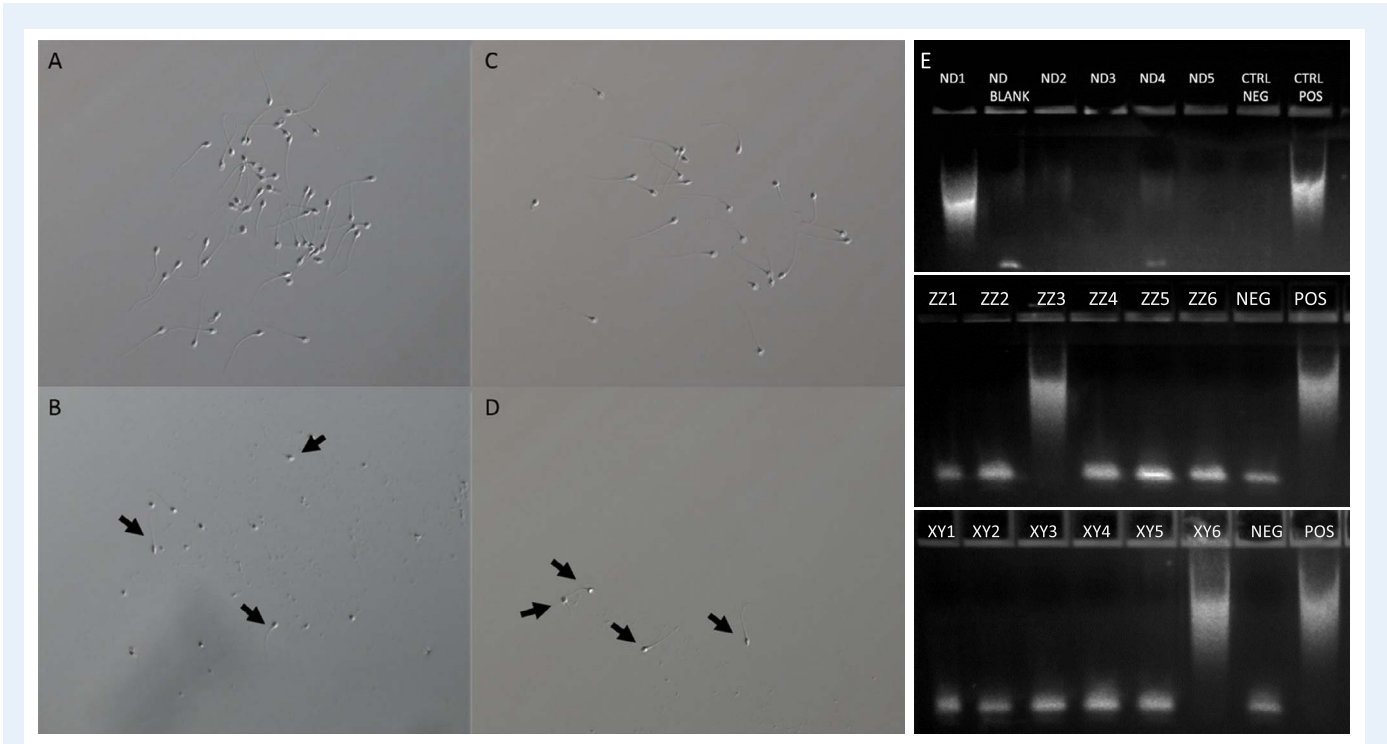 A
C
B
D
E
ND1 ND ND2 ND3 ND4 ND5 CTRL CTRL
BLANK NEG POS
ZZ1 ZZ2 ZZ3 ZZ4 ZZ5 ZZ6 NEG POS
XY1 XY2 XY3 XY4 XY5 XY6 NEG POS